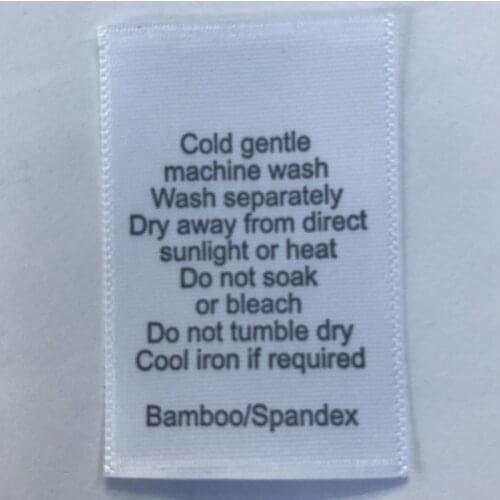 Cold gentle
machine wash
Wash separately
Dry away from direct
sunlight or heat
Do not soak
or bleach
Do not tumble dry
Cool iron if required
Bamboo/Spandex